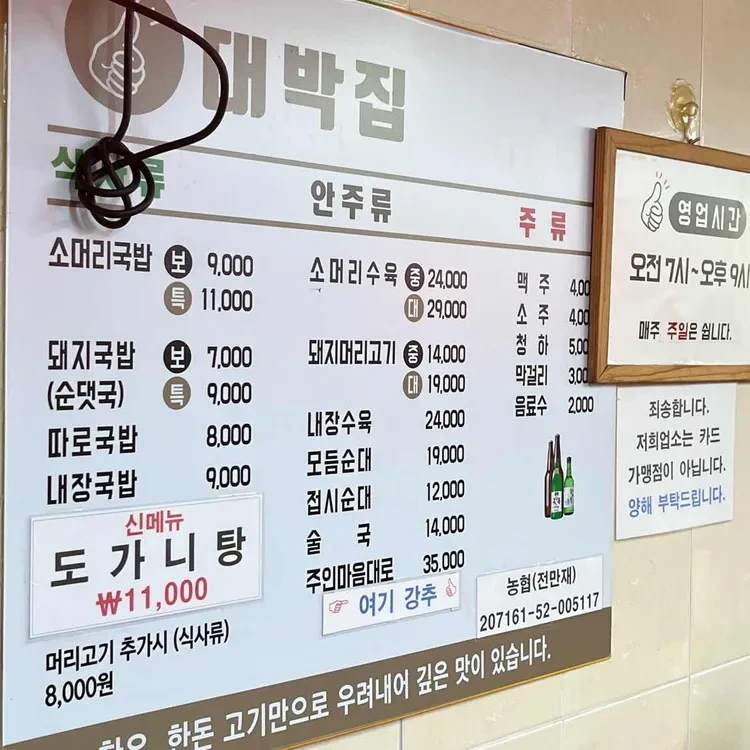 대박집
식사류
소머리국밥 보 9,000
특 11,000
돼지국밥 보 7,000
(순댓국) 특 9,000
따로국밥 8,000
내장국밥 9,000
신메뉴
도가니탕
₩11,000
머리고기 추가시 (식사류)
8,000원
안주류
소머리수육 중 24,000
대 29,000
돼지머리고기 중 14,000
대 19,000
내장수육 24,000
모듬순대 19,000
접시순대 12,000
술국 14,000
주인마음대로 35,000
여기 강추
주류
맥주 4,00
소주 4,00
청하 5,00
막걸리 3,00
음료수 2,000
농협(전만재)
207161-52-005117
한우, 한돈 고기만으로 우려내어 깊은 맛이 있습니다.
영업시간
오전 7시~오후 9시
매주 주일은 쉽니다.
죄송합니다.
저희업소는 카드
가맹점이 아닙니다.
양해 부탁드립니다.